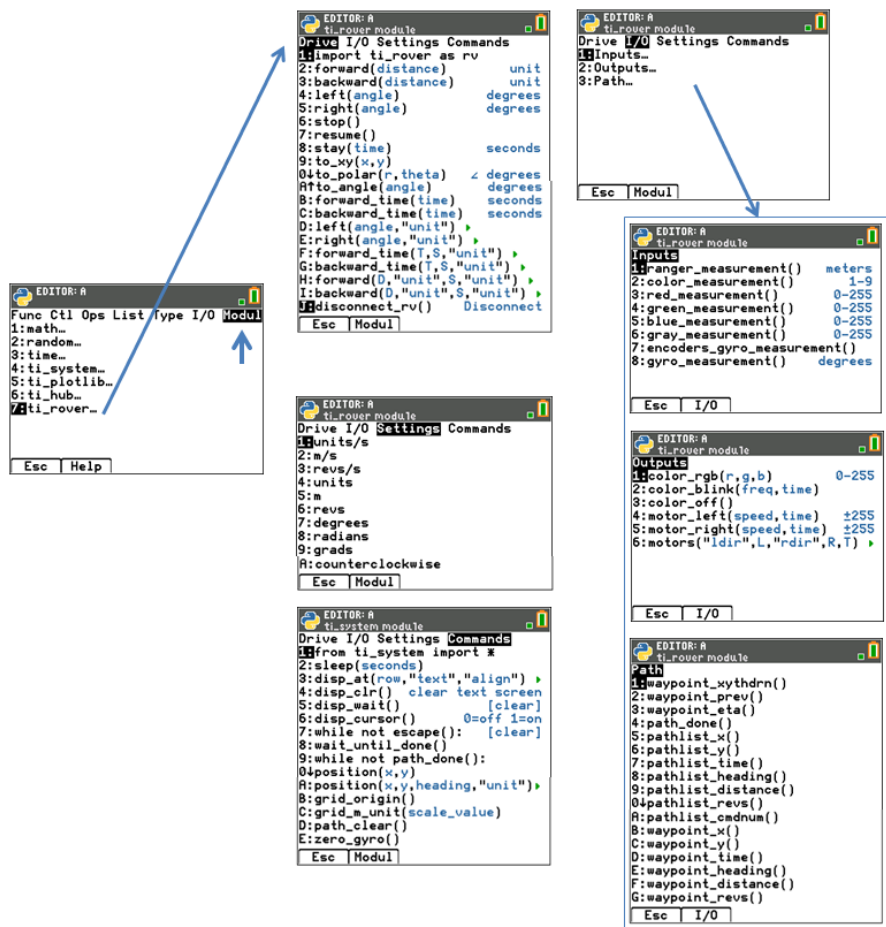 EDITOR: A
Func Ctl Ops List Type I/O Modul
1:math…
2:random…
3:time…
4:ti_system…
5:ti_plotlib…
6:ti_hub…
7:ti_rover…
Esc Help
EDITOR: A
ti_rover module
Drive I/O Settings Commands
1:import ti_rover as rv
2:forward(distance) unit
3:backward(distance) unit
4:left(angle) degrees
5:right(angle) degrees
6:stop()
7:resume()
8:stay(time) seconds
9:to_xy(x,y)
0↓to_polar(r,theta) ∠ degrees
A↑to_angle(angle) degrees
B:forward_time(time) seconds
C:backward_time(time) seconds
D:left(angle,"unit") ▸
E:right(angle,"unit") ▸
F:forward_time(T,S,"unit") ▸
G:backward_time(T,S,"unit") ▸
H:forward(D,"unit",S,"unit") ▸
I:backward(D,"unit",S,"unit") ▸
J:disconnect_rv() Disconnect
Esc Modul
EDITOR: A
ti_rover module
Drive I/O Settings Commands
1:units/s
2:m/s
3:revs/s
4:units
5:m
6:revs
7:degrees
8:radians
9:grads
A:counterclockwise
Esc Modul
EDITOR: A
ti_system module
Drive I/O Settings Commands
1:from ti_system import *
2:sleep(seconds)
3:disp_at(row,"text","align") ▸
4:disp_clr() clear text screen
5:disp_wait() [clear]
6:disp_cursor() 0=off 1=on
7:while not escape(): [clear]
8:wait_until_done()
9:while not path_done():
0↓position(x,y)
A:position(x,y,heading,"unit")▸
B:grid_origin()
C:grid_m_unit(scale_value)
D:path_clear()
E:zero_gyro()
Esc Modul
EDITOR: A
ti_rover module
Drive I/O Settings Commands
1:Inputs…
2:Outputs…
3:Path…
Esc Modul
EDITOR: A
ti_rover module
Inputs
1:ranger_measurement() meters
2:color_measurement() 1-9
3:red_measurement() 0-255
4:green_measurement() 0-255
5:blue_measurement() 0-255
6:gray_measurement() 0-255
7:encoders_gyro_measurement()
8:gyro_measurement() degrees
Esc I/O
EDITOR: A
ti_rover module
Outputs
1:color_rgb(r,g,b) 0-255
2:color_blink(freq,time)
3:color_off()
4:motor_left(speed,time) ±255
5:motor_right(speed,time) ±255
6:motors("ldir",L,"rdir",R,T) ▸
Esc I/O
EDITOR: A
ti_rover module
Path
1:waypoint_xythdrn()
2:waypoint_prev()
3:waypoint_eta()
4:path_done()
5:pathlist_x()
6:pathlist_y()
7:pathlist_time()
8:pathlist_heading()
9:pathlist_distance()
0↓pathlist_revs()
A:pathlist_cmdnum()
B:waypoint_x()
C:waypoint_y()
D:waypoint_time()
E:waypoint_heading()
F:waypoint_distance()
G:waypoint_revs()
Esc I/O